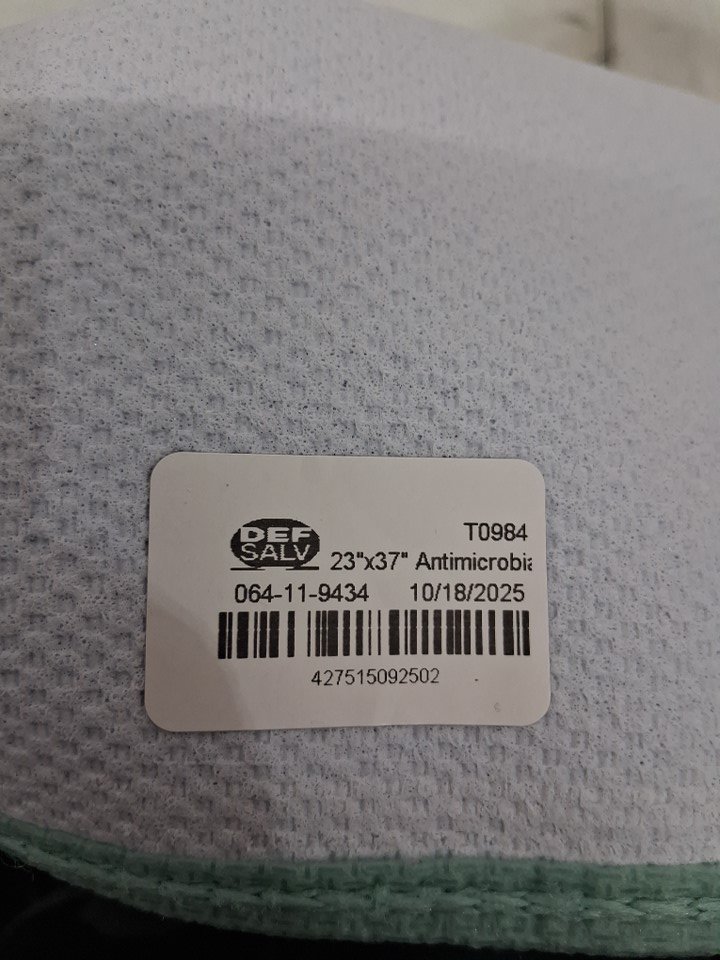 DEF
SALV
T0984
23"x37" Antimicrobia
064-11-9434 10/18/2025
427515092502